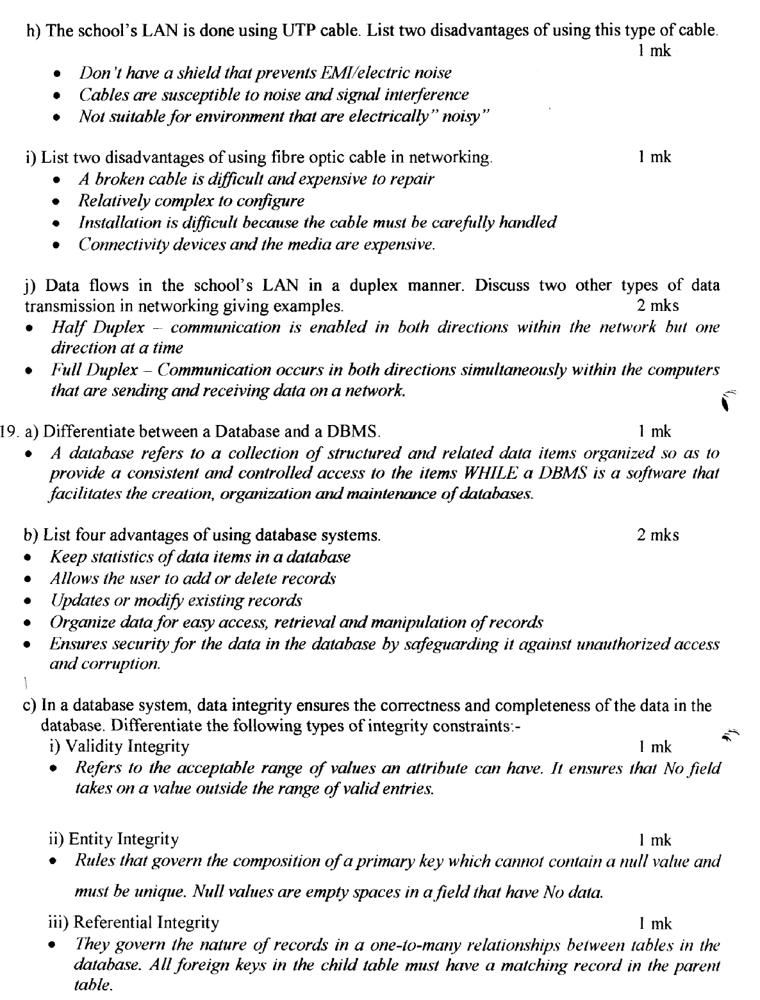 h) The school's LAN is done using UTP cable. List two disadvantages of using this type of cable.
1 mk
• Don't have a shield that prevents EMI/electric noise
• Cables are susceptible to noise and signal interference
• Not suitable for environment that are electrically" noisy"
i) List two disadvantages of using fibre optic cable in networking. 1 mk
• A broken cable is difficult and expensive to repair
• Relatively complex to configure
• Installation is difficult because the cable must be carefully handled
• Connectivity devices and the media are expensive.
j) Data flows in the school's LAN in a duplex manner. Discuss two other types of data
transmission in networking giving examples. 2 mks
• Half Duplex – communication is enabled in both directions within the network but one
direction at a time
• Full Duplex – Communication occurs in both directions simultaneously within the computers
that are sending and receiving data on a network.
19. a) Differentiate between a Database and a DBMS. 1 mk
• A database refers to a collection of structured and related data items organized so as to
provide a consistent and controlled access to the items WHILE a DBMS is a software that
facilitates the creation, organization and maintenance of databases.
b) List four advantages of using database systems. 2 mks
• Keep statistics of data items in a database
• Allows the user to add or delete records
• Updates or modify existing records
• Organize data for easy access, retrieval and manipulation of records
• Ensures security for the data in the database by safeguarding it against unauthorized access
and corruption.
c) In a database system, data integrity ensures the correctness and completeness of the data in the
database. Differentiate the following types of integrity constraints:-
i) Validity Integrity 1 mk
• Refers to the acceptable range of values an attribute can have. It ensures that No field
takes on a value outside the range of valid entries.
ii) Entity Integrity 1 mk
• Rules that govern the composition of a primary key which cannot contain a null value and
must be unique. Null values are empty spaces in a field that have No data.
iii) Referential Integrity 1 mk
• They govern the nature of records in a one-to-many relationships between tables in the
database. All foreign keys in the child table must have a matching record in the parent
table.